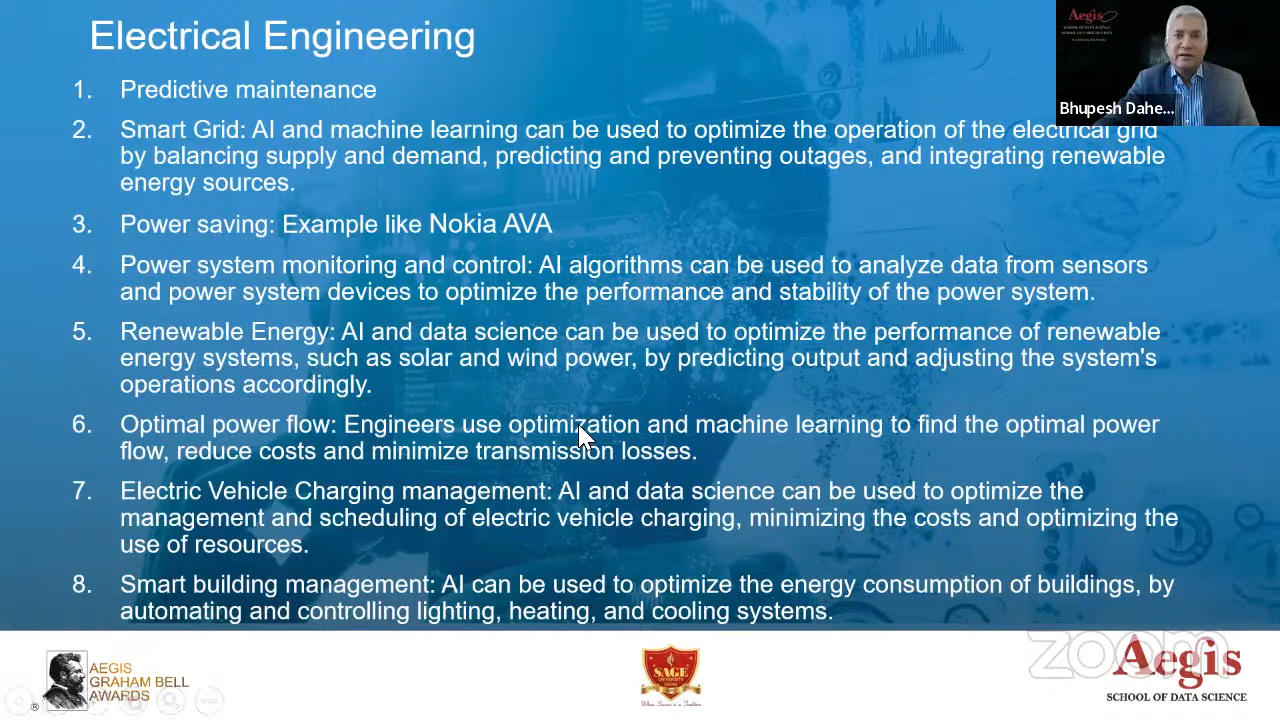 Electrical Engineering
1. Predictive maintenance
2. Smart Grid: AI and machine learning can be used to optimize the operation of the electrical grid
by balancing supply and demand, predicting and preventing outages, and integrating renewable
energy sources.
3. Power saving: Example like Nokia AVA
4. Power system monitoring and control: AI algorithms can be used to analyze data from sensors
and power system devices to optimize the performance and stability of the power system.
5. Renewable Energy: AI and data science can be used to optimize the performance of renewable
energy systems, such as solar and wind power, by predicting output and adjusting the system's
operations accordingly.
6. Optimal power flow: Engineers use optimization and machine learning to find the optimal power
flow, reduce costs and minimize transmission losses.
7. Electric Vehicle Charging management: AI and data science can be used to optimize the
management and scheduling of electric vehicle charging, minimizing the costs and optimizing the
use of resources.
8. Smart building management: AI can be used to optimize the energy consumption of buildings, by
automating and controlling lighting, heating, and cooling systems.
Aegis
Bhupesh Dahe...
AEGIS
GRAHAM BELL
AWARDS
®
SAGE
UNIVERSITY
zoom
Aegis
SCHOOL OF DATA SCIENCE